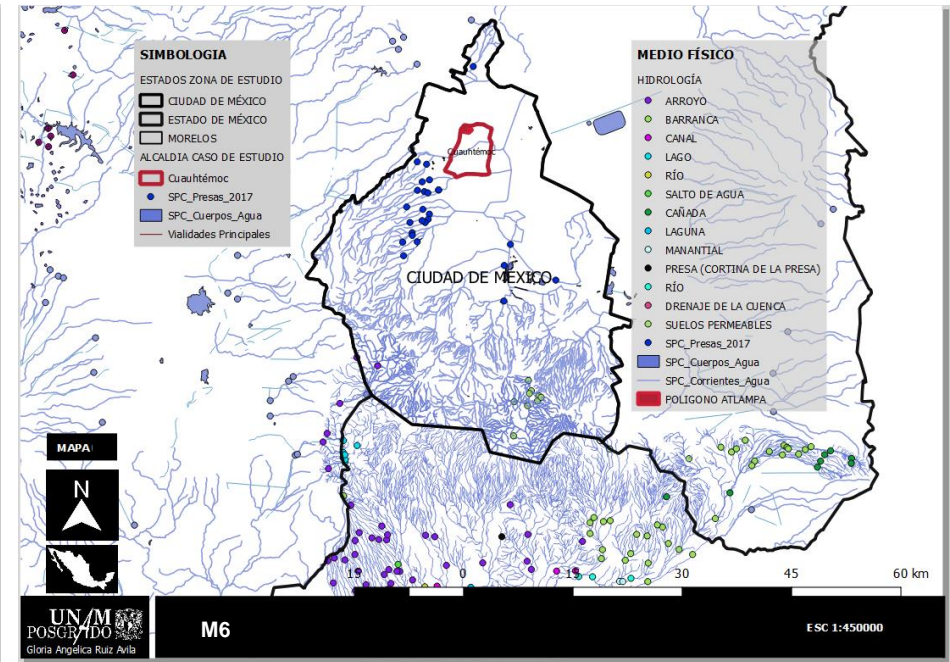 SIMBOLOGIA
ESTADOS ZONA DE ESTUDIO
CIUDAD DE MÉXICO
ESTADO DE MÉXICO
MORELOS
ALCALDIA CASO DE ESTUDIO
Cuauhtémoc
SPC_Presas_2017
SPC_Cuerpos_Agua
Vialidades Principales
MEDIO FÍSICO
HIDROLOGÍA
ARROYO
BARRANCA
CANAL
LAGO
RÍO
SALTO DE AGUA
CAÑADA
LAGUNA
MANANTIAL
PRESA (CORTINA DE LA PRESA)
RÍO
DRENAJE DE LA CUENCA
SUELOS PERMEABLES
SPC_Presas_2017
SPC_Cuerpos_Agua
SPC_Corrientes_Agua
POLIGONO ATLAMPA
Cuauhtémoc
CIUDAD DE MÉXICO
MAPA
N
15 0 15 30 45 60 km
UNAM
POSGRADO
Gloria Angélica Ruiz Avila
M6
ESC 1:450000